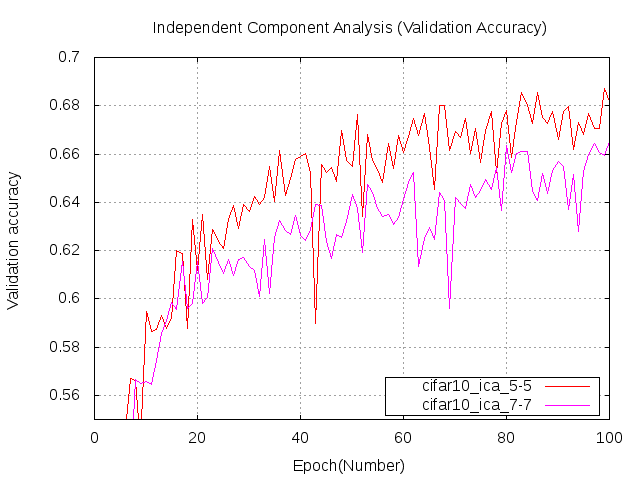 Independent Component Analysis (Validation Accuracy)
0.7
0.68
0.66
0.64
0.62
0.6
0.58
0.56
Validation accuracy
cifar10_ica_5-5
cifar10_ica_7-7
0 20 40 60 80 100
Epoch(Number)